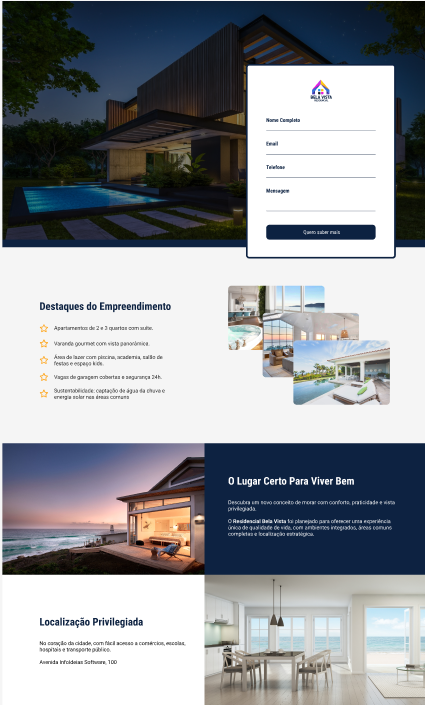 BELA VISTA
RESIDENCIAL
Nome Completo
Email
Telefone
Mensagem
Quero saber mais
Destaques do Empreendimento
Apartamentos de 2 e 3 quartos com suíte.
Varanda gourmet com vista panorâmica.
Área de lazer com piscina, academia, salão de
festas e espaço kids.
Vagas de garagem cobertas e segurança 24h.
Sustentabilidade: captação de água da chuva e
energia solar nas áreas comuns
O Lugar Certo Para Viver Bem
Descubra um novo conceito de morar com conforto, praticidade e vista
privilegiada.
O Residencial Bela Vista foi planejado para oferecer uma experiência
única de qualidade de vida, com ambientes integrados, áreas comuns
completas e localização estratégica.
Localização Privilegiada
No coração da cidade, com fácil acesso a comércios, escolas,
hospitais e transporte público.
Avenida Infoideias Software, 100